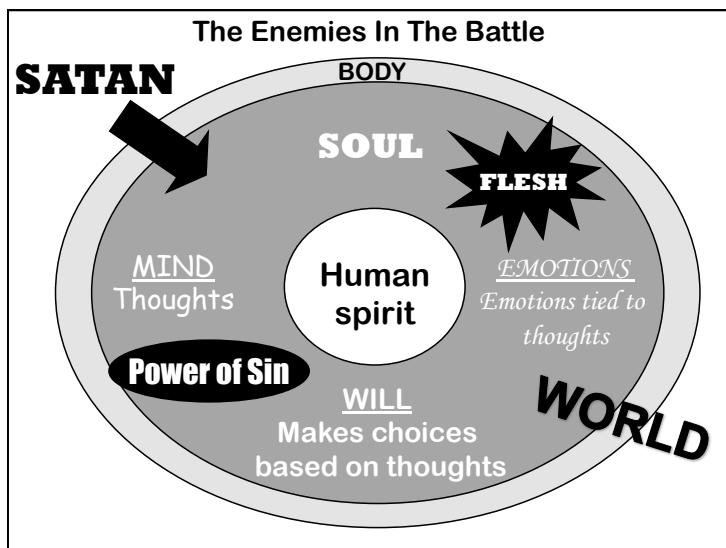 The Enemies In The Battle
SATAN
BODY
SOUL
FLESH
MIND
Thoughts
Human
spirit
EMOTIONS
Emotions tied to
thoughts
Power of Sin
WILL
Makes choices
based on thoughts
WORLD